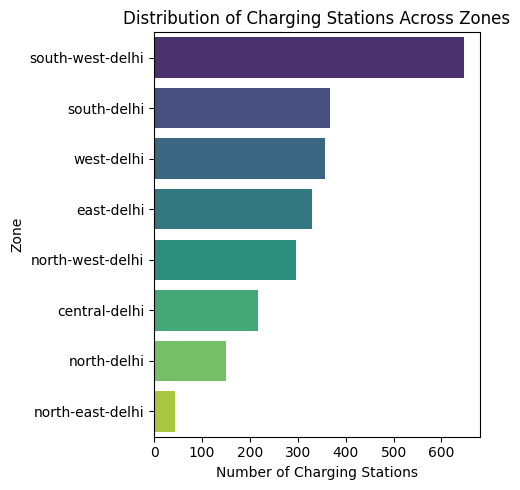 Distribution of Charging Stations Across Zones
south-west-delhi
south-delhi
west-delhi
east-delhi
north-west-delhi
central-delhi
north-delhi
north-east-delhi
Zone
0 100 200 300 400 500 600
Number of Charging Stations